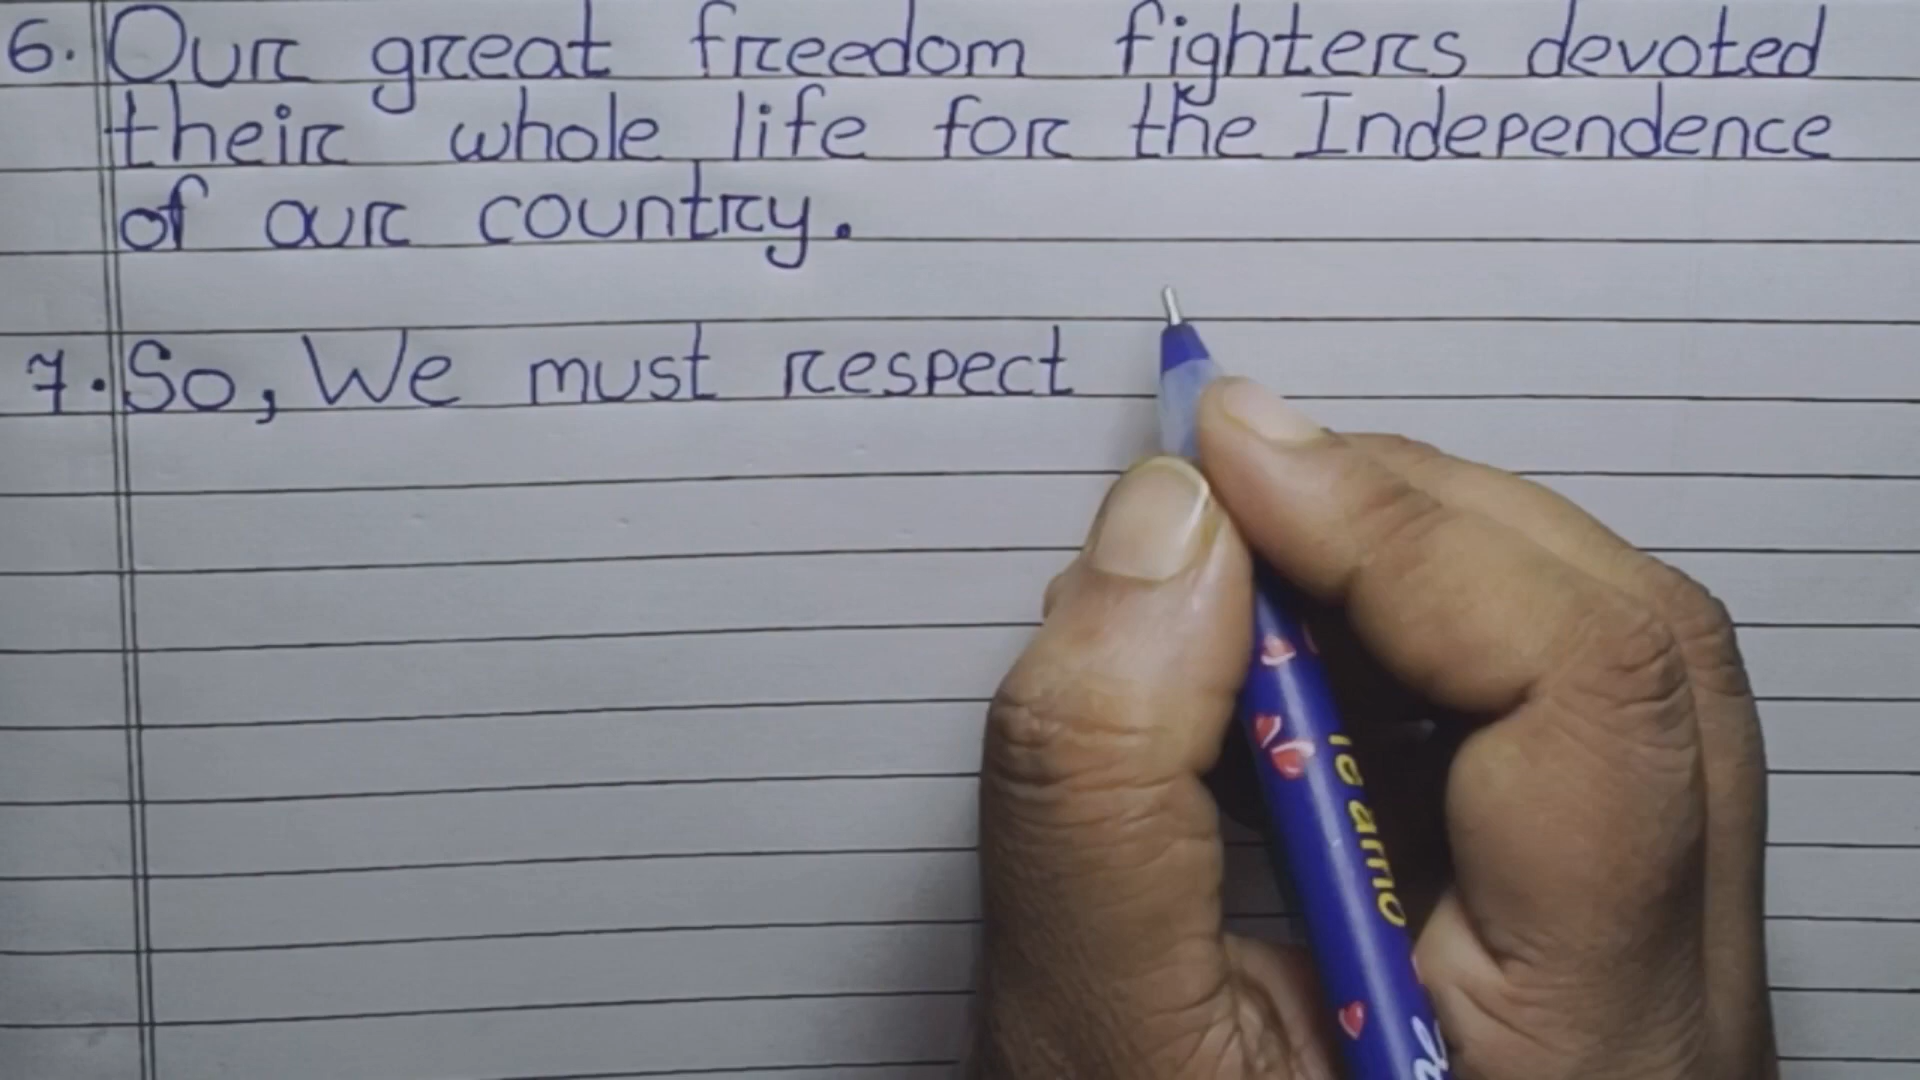 6. Our great freedom fighters devoted
their whole life for the Independence
of our country.
7. So, We must respect